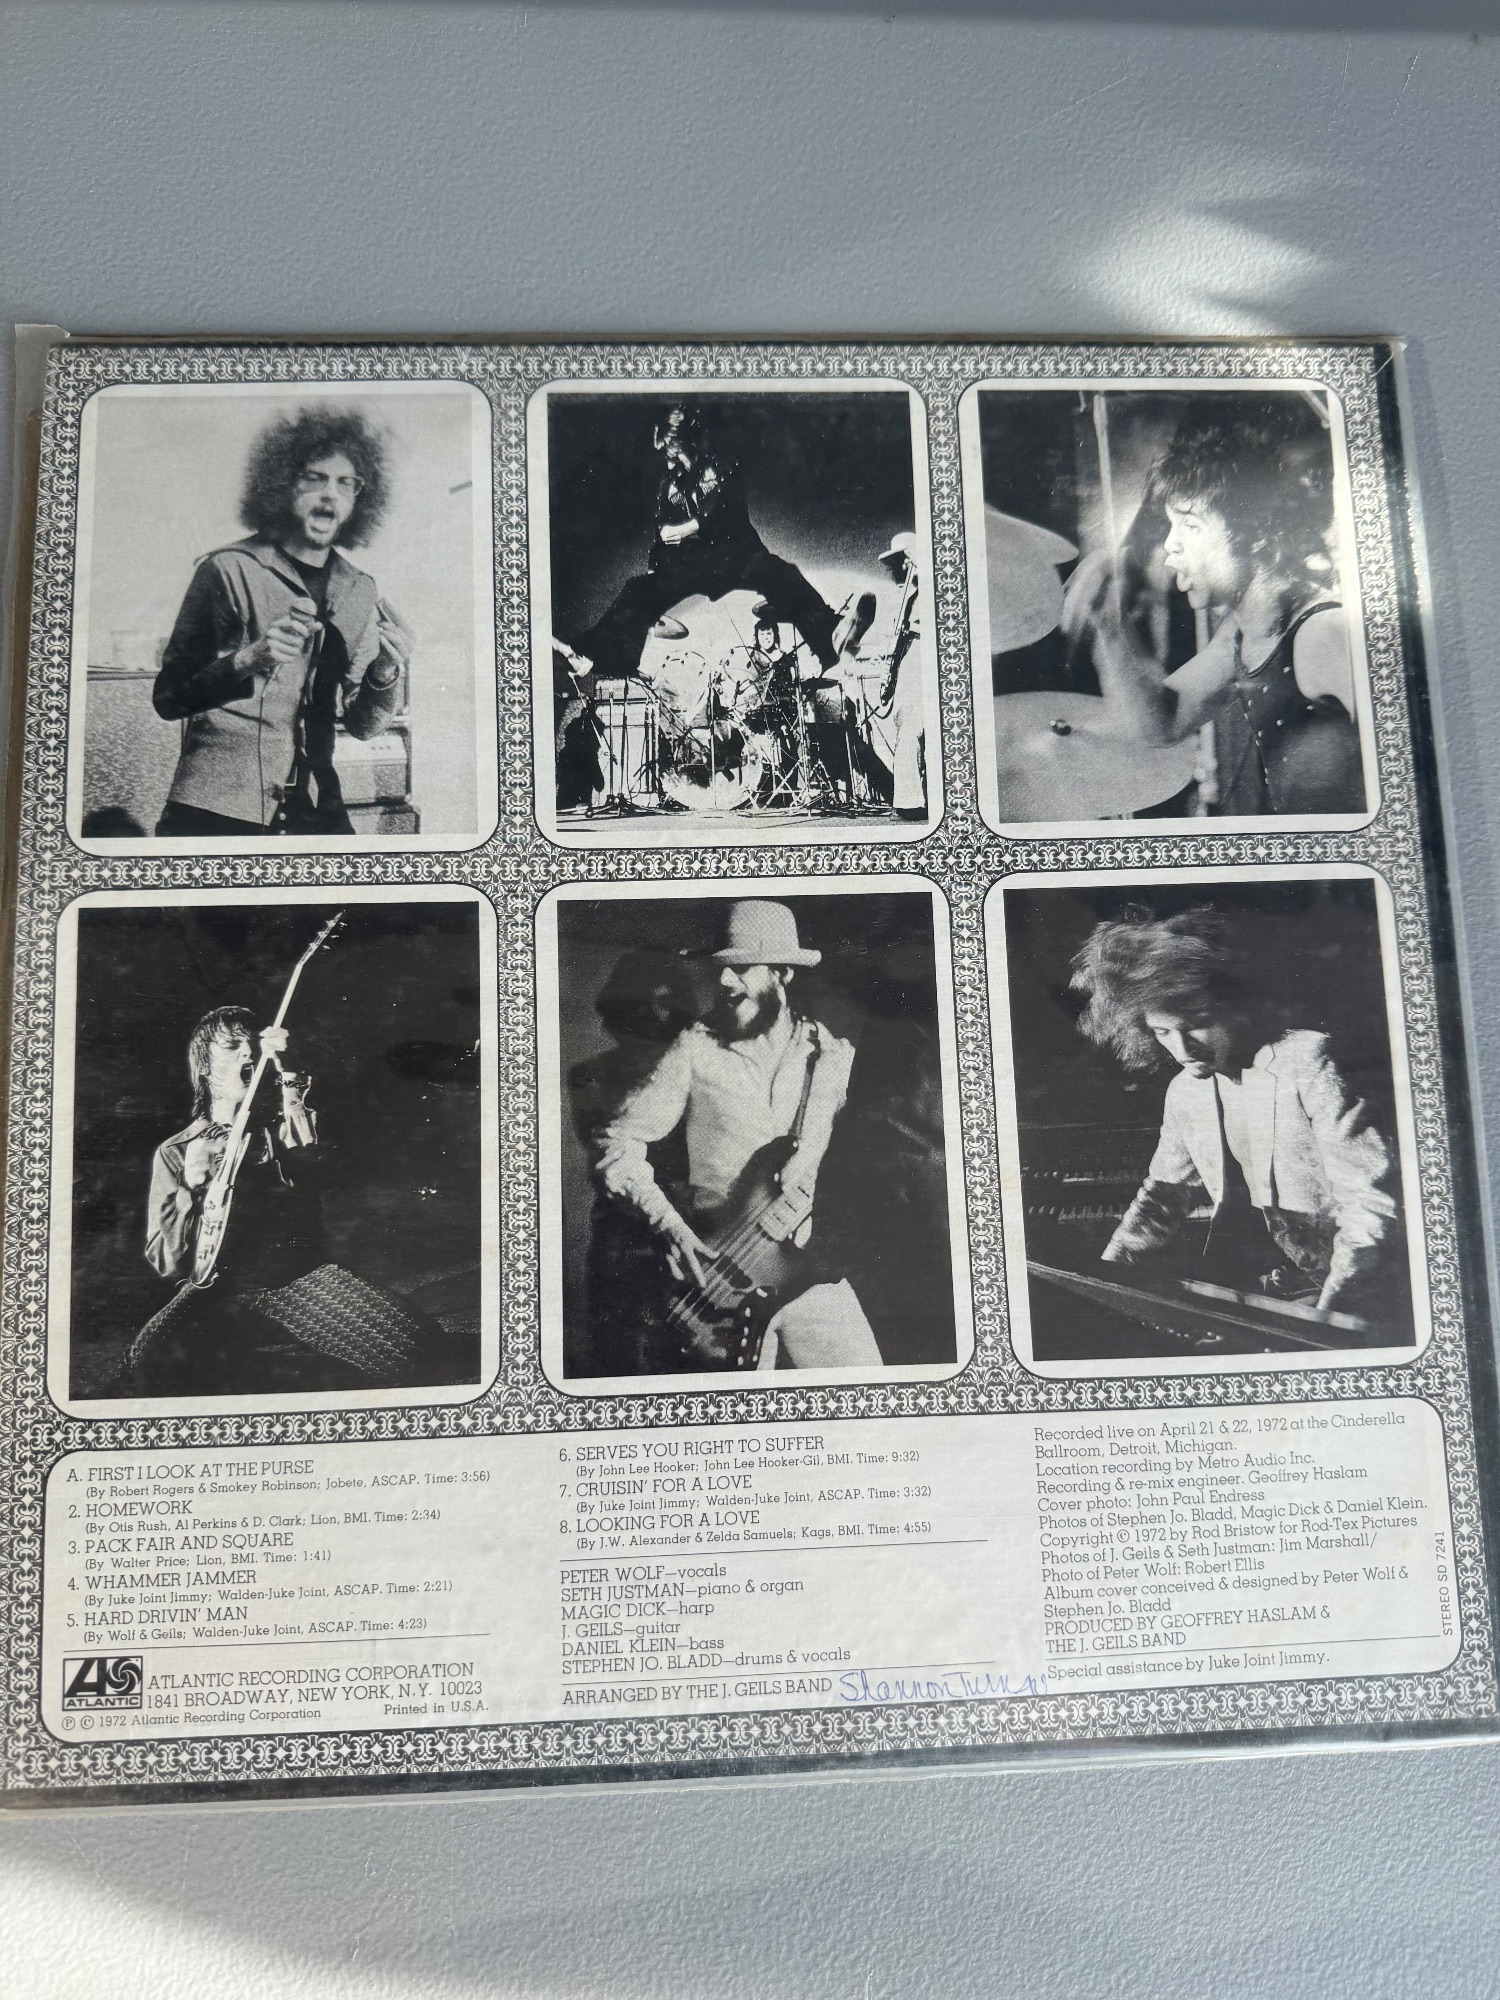 A. FIRST I LOOK AT THE PURSE
(By Robert Rogers & Smokey Robinson; Jobete, ASCAP. Time: 3:56)
2. HOMEWORK
(By Otis Rush, Al Perkins & D. Clark; Lion, BMI. Time: 2:34)
3. PACK FAIR AND SQUARE
(By Walter Price; Lion, BMI. Time: 1:41)
4. WHAMMER JAMMER
(By Juke Joint Jimmy; Walden-Juke Joint, ASCAP. Time: 2:21)
5. HARD DRIVIN' MAN
(By Wolf & Geils; Walden-Juke Joint, ASCAP. Time: 4:23)
ATLANTIC
ATLANTIC RECORDING CORPORATION
1841 BROADWAY, NEW YORK, N.Y. 10023
℗ © 1972 Atlantic Recording Corporation Printed in U.S.A.
6. SERVES YOU RIGHT TO SUFFER
(By John Lee Hooker; John Lee Hooker-Gil, BMI. Time: 9:32)
7. CRUISIN' FOR A LOVE
(By Juke Joint Jimmy; Walden-Juke Joint, ASCAP. Time: 3:32)
8. LOOKING FOR A LOVE
(By J.W. Alexander & Zelda Samuels; Kags, BMI. Time: 4:55)
PETER WOLF—vocals
SETH JUSTMAN—piano & organ
MAGIC DICK—harp
J. GEILS—guitar
DANIEL KLEIN—bass
STEPHEN JO. BLADD—drums & vocals
ARRANGED BY THE J. GEILS BAND
Shannon
Recorded live on April 21 & 22, 1972 at the Cinderella
Ballroom, Detroit, Michigan.
Location recording by Metro Audio Inc.
Recording & re-mix engineer. Geoffrey Haslam
Cover photo: John Paul Endress
Photos of Stephen Jo. Bladd, Magic Dick & Daniel Klein.
Copyright © 1972 by Rod Bristow for Rod-Tex Pictures
Photos of J. Geils & Seth Justman: Jim Marshall/
Photo of Peter Wolf: Robert Ellis
Album cover conceived & designed by Peter Wolf &
Stephen Jo. Bladd
PRODUCED BY GEOFFREY HASLAM &
THE J. GEILS BAND
Special assistance by Juke Joint Jimmy.
STEREO SD 7241